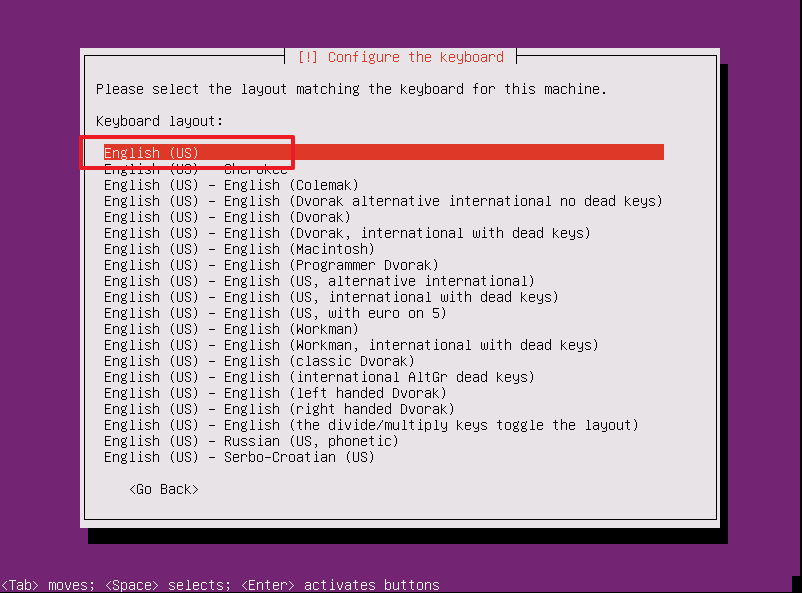 [!] Configure the keyboard
Please select the layout matching the keyboard for this machine.
Keyboard layout:
English (US)
English (US) - Cherokee
English (US) - English (Colemak)
English (US) - English (Dvorak alternative international no dead keys)
English (US) - English (Dvorak)
English (US) - English (Dvorak, international with dead keys)
English (US) - English (Macintosh)
English (US) - English (Programmer Dvorak)
English (US) - English (US, alternative international)
English (US) - English (US, international with dead keys)
English (US) - English (US, with euro on 5)
English (US) - English (Workman)
English (US) - English (Workman, international with dead keys)
English (US) - English (classic Dvorak)
English (US) - English (international AltGr dead keys)
English (US) - English (left handed Dvorak)
English (US) - English (right handed Dvorak)
English (US) - English (the divide/multiply keys toggle the layout)
English (US) - Russian (US, phonetic)
English (US) - Serbo-Croatian (US)
<Go Back>
<Tab> moves; <Space> selects; <Enter> activates buttons